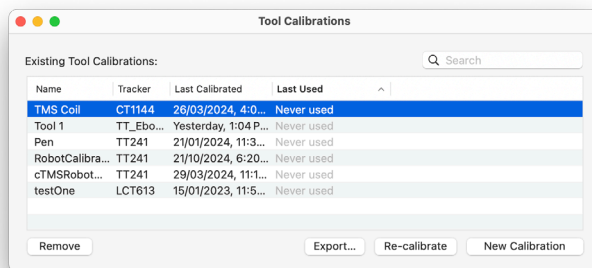 Tool Calibrations
Existing Tool Calibrations:
Search
Name Tracker Last Calibrated Last Used
TMS Coil CT1144 26/03/2024, 4:0... Never used
Tool 1 TT_Ebo... Yesterday, 1:04 P... Never used
Pen TT241 21/01/2024, 11:3... Never used
RobotCalibra... TT241 21/10/2024, 6:20... Never used
cTMSRobot... TT241 29/03/2024, 11:1... Never used
testOne LCT613 15/01/2023, 11:5... Never used
Remove Export... Re-calibrate New Calibration